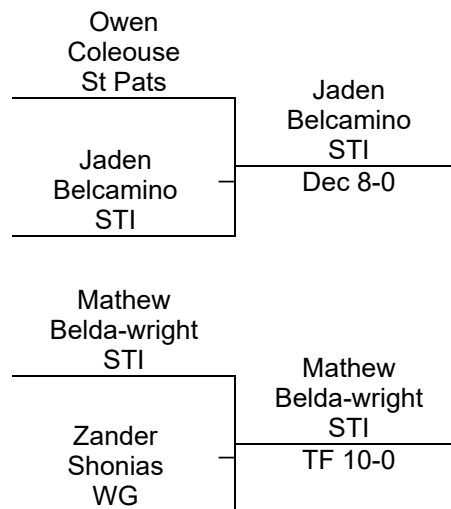 Owen
Coleouse
St Pats
Jaden
Belcamino
STI
Jaden
Belcamino
STI
Dec 8-0
Mathew
Belda-wright
STI
Zander
Shonias
WG
Mathew
Belda-wright
STI
TF 10-0